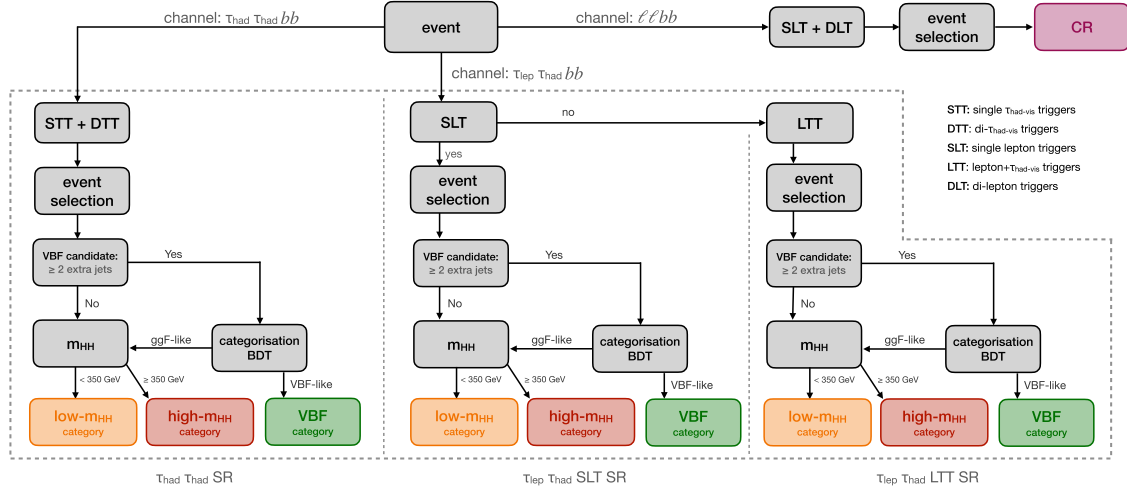 channel: τhad τhad bb
event
channel: ℓℓbb
SLT + DLT
event
selection
CR
channel: τlep τhad bb
STT + DTT
SLT
no
LTT
yes
STT: single τhad-vis triggers
DTT: di-τhad-vis triggers
SLT: single lepton triggers
LTT: lepton+τhad-vis triggers
DLT: di-lepton triggers
event
selection
event
selection
event
selection
VBF candidate:
≥ 2 extra jets
Yes
VBF candidate:
≥ 2 extra jets
Yes
VBF candidate:
≥ 2 extra jets
Yes
No
No
No
mHH
ggF-like
categorisation
BDT
mHH
ggF-like
categorisation
BDT
mHH
ggF-like
categorisation
BDT
< 350 GeV
≥ 350 GeV
VBF-like
< 350 GeV
≥ 350 GeV
VBF-like
< 350 GeV
≥ 350 GeV
VBF-like
low-mHH
category
high-mHH
category
VBF
category
low-mHH
category
high-mHH
category
VBF
category
low-mHH
category
high-mHH
category
VBF
category
τhad τhad SR
τlep τhad SLT SR
τlep τhad LTT SR